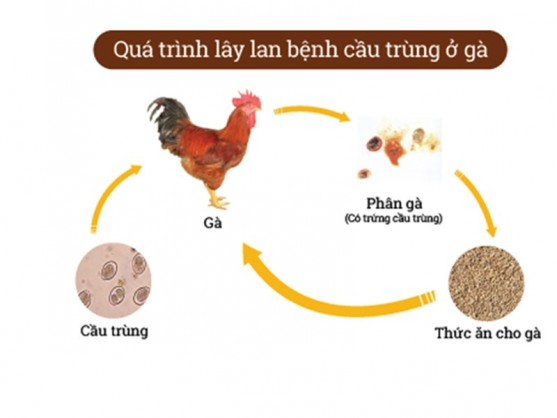 Quá trình lây lan bệnh cầu trùng ở gà
Gà
Phân gà
(Có trứng cầu trùng)
Cầu trùng
Thức ăn cho gà